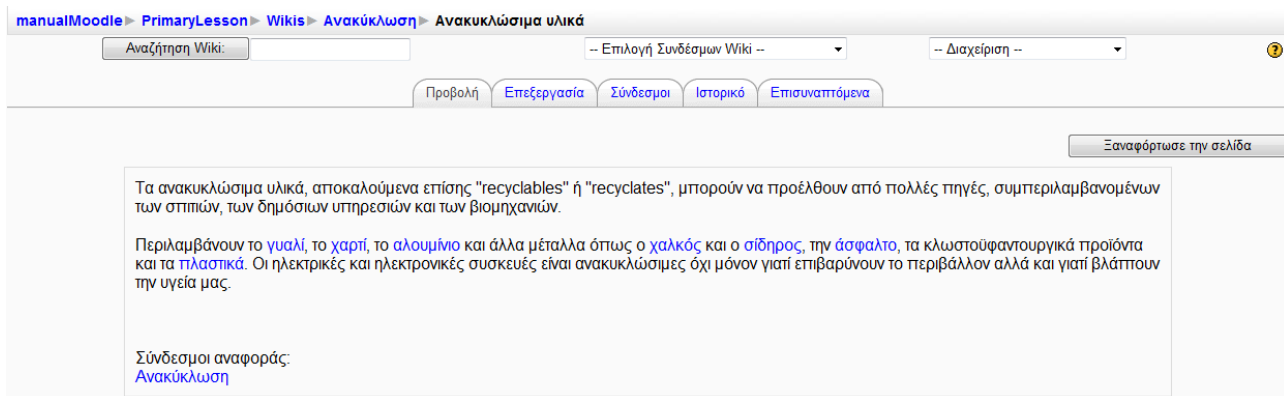 manualMoodle ► PrimaryLesson ► Wikis ► Ανακύκλωση ► Ανακυκλώσιμα υλικά
Αναζήτηση Wiki: -- Επιλογή Συνδέσμων Wiki -- -- Διαχείριση -- ?
Προβολή Επεξεργασία Σύνδεσμοι Ιστορικό Επισυναπτόμενα
Ξαναφόρτωσε την σελίδα
Τα ανακυκλώσιμα υλικά, αποκαλούμενα επίσης "recyclables" ή "recyclates", μπορούν να προέλθουν από πολλές πηγές, συμπεριλαμβανομένων
των σπιτιών, των δημόσιων υπηρεσιών και των βιομηχανιών.
Περιλαμβάνουν το γυαλί, το χαρτί, το αλουμίνιο και άλλα μέταλλα όπως ο χαλκός και ο σίδηρος, την άσφαλτο, τα κλωστοϋφαντουργικά προϊόντα
και τα πλαστικά. Οι ηλεκτρικές και ηλεκτρονικές συσκευές είναι ανακυκλώσιμες όχι μόνον γιατί επιβαρύνουν το περιβάλλον αλλά και γιατί βλάπτουν
την υγεία μας.
Σύνδεσμοι αναφοράς:
Ανακύκλωση